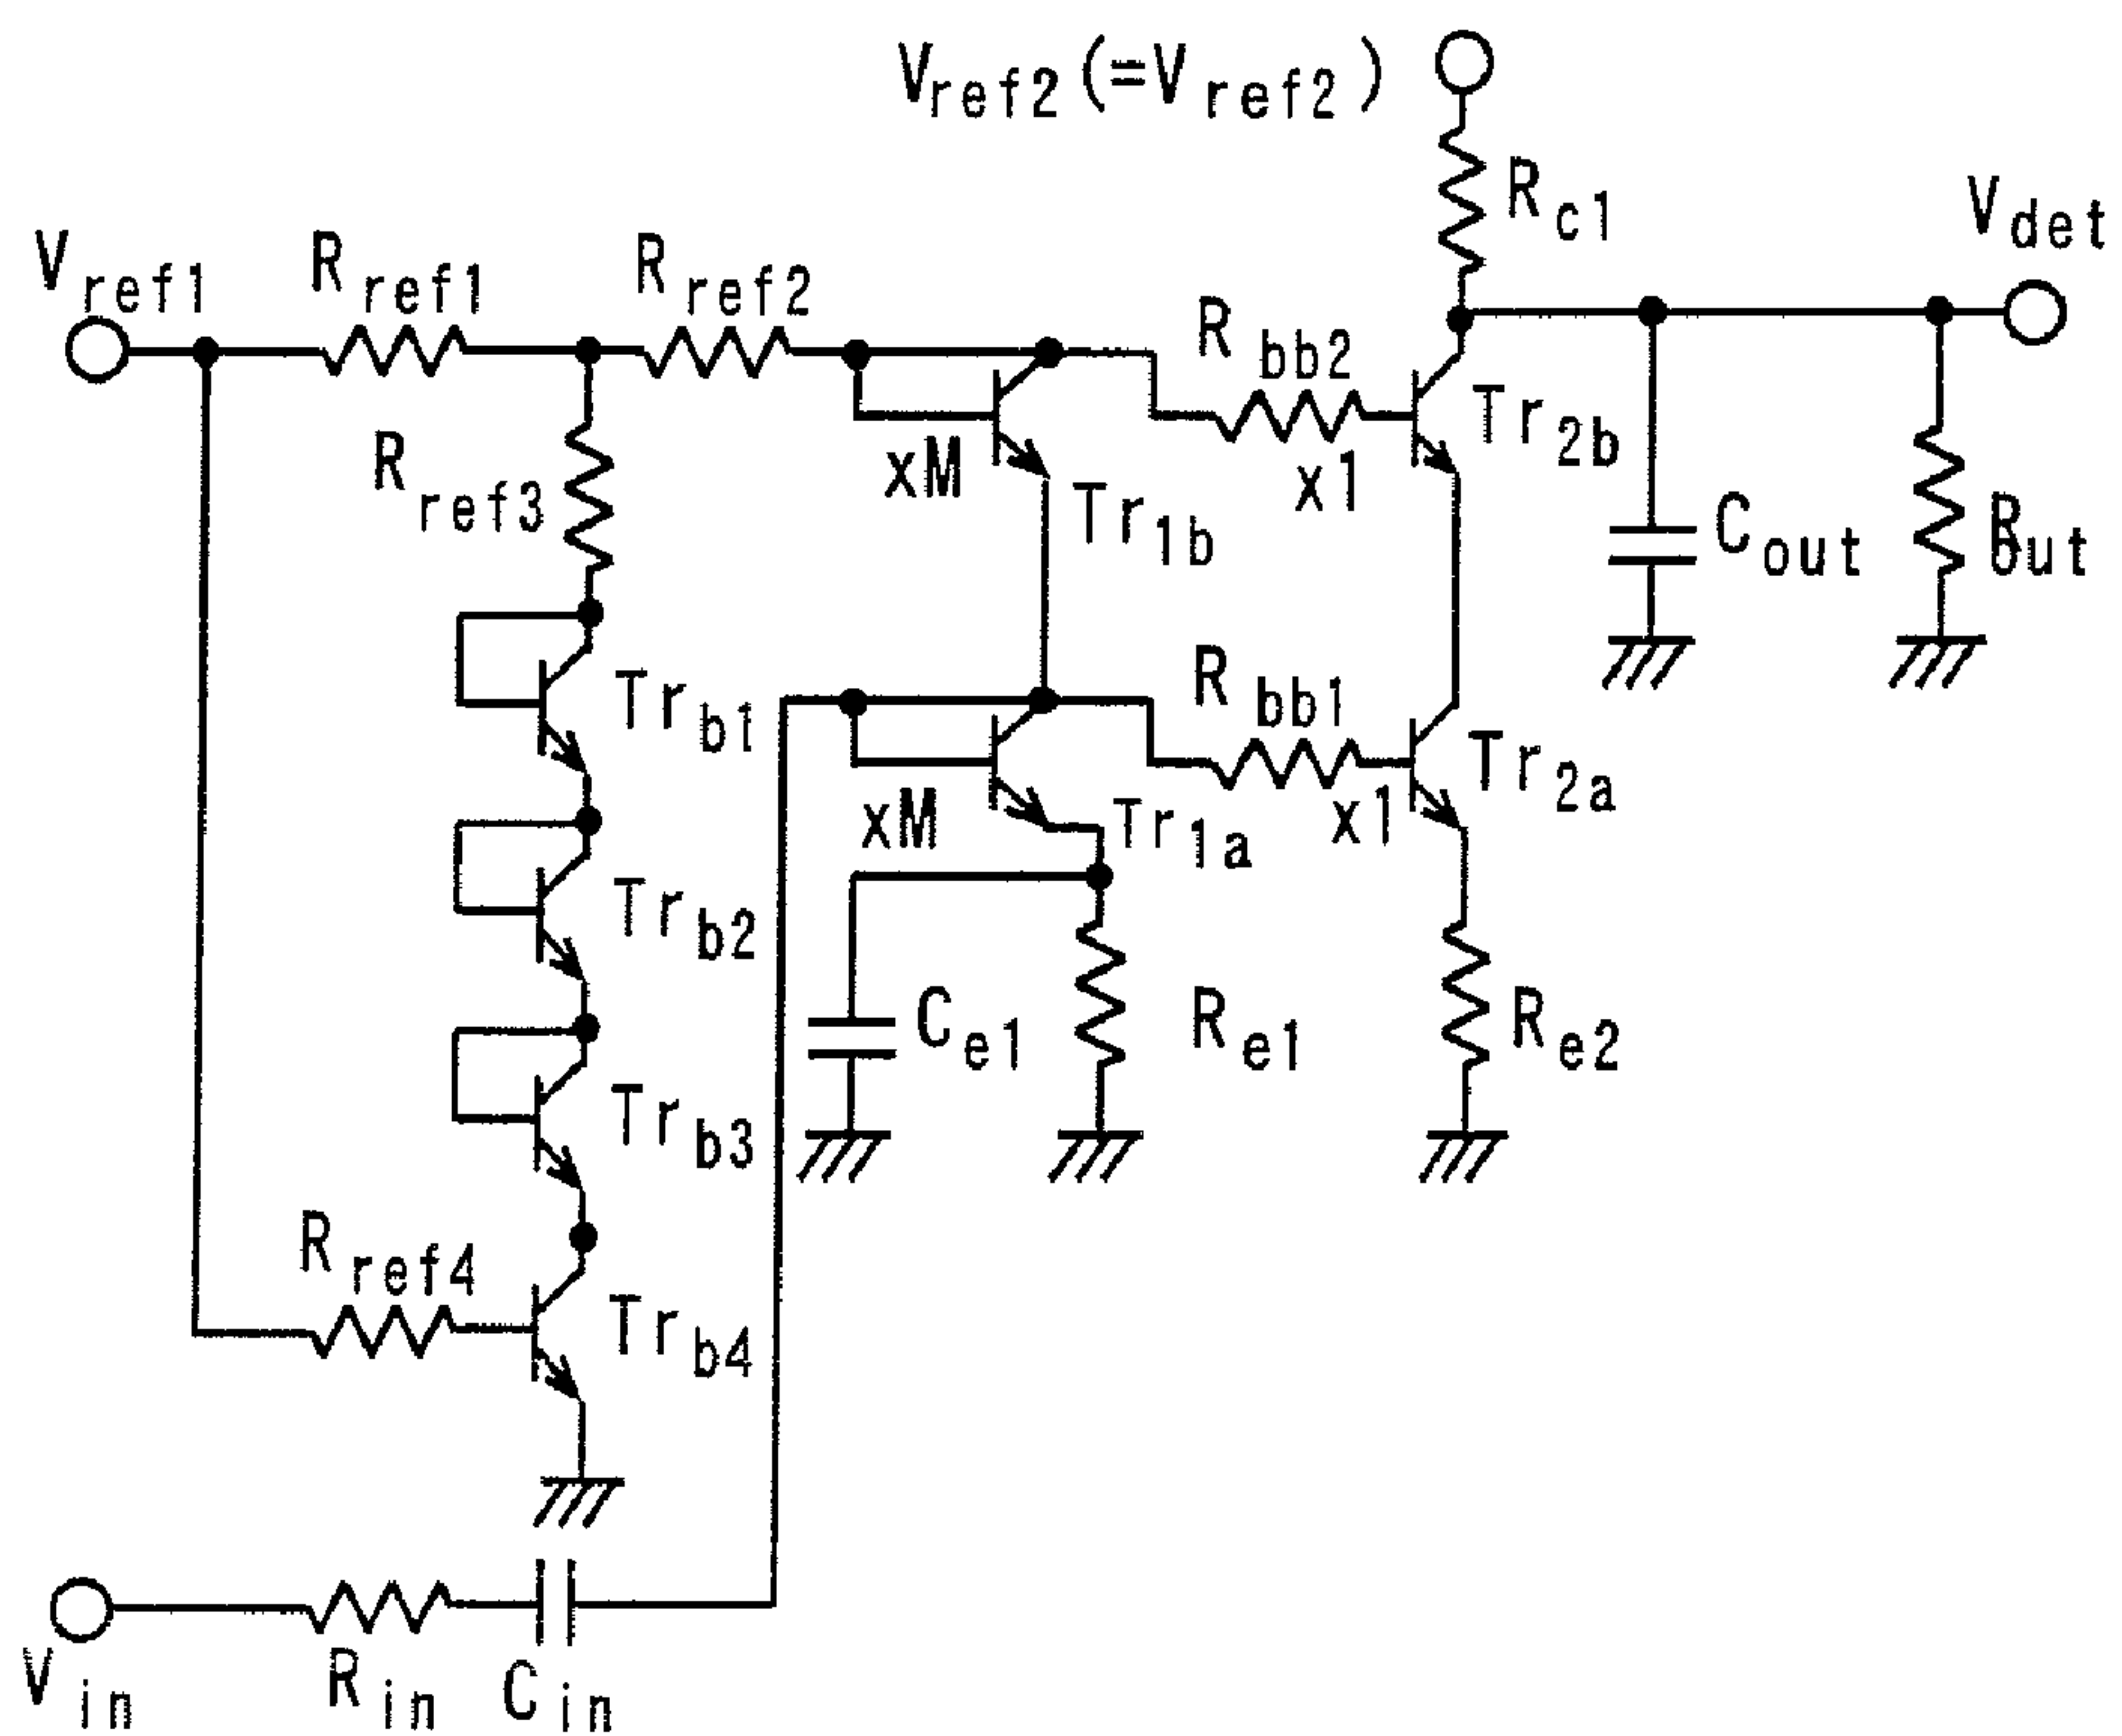 Vref2 (=Vref2)
Rc1
Vdet
Vref1
Rref1
Rref2
Rbb2
Rref3
xM
x1
Tr2b
Tr1b
Cout
Rout
Rbb1
Trb1
Tr2a
xM
Tr1a
x1
Trb2
Ce1
Re1
Re2
Trb3
Rref4
Trb4
Vin
Rin
Cin